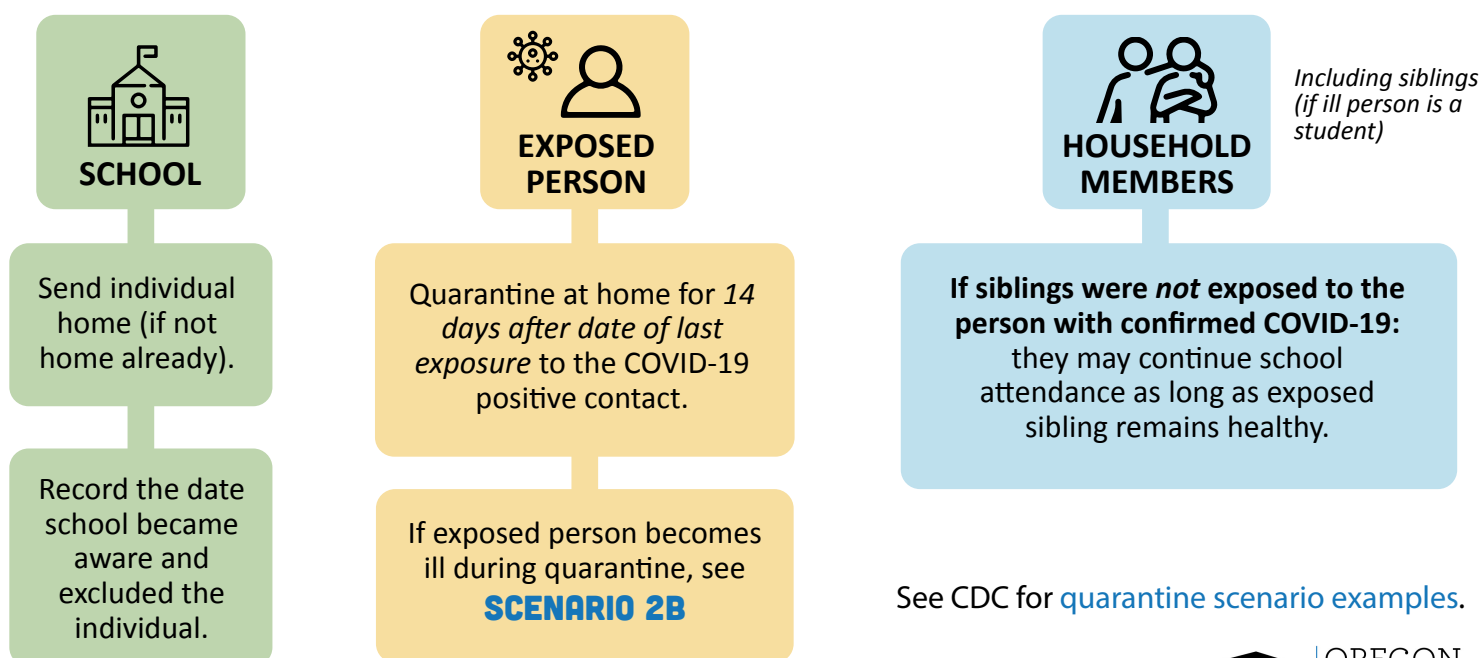 SCHOOL
Send individual
home (if not
home already).
Record the date
school became
aware and
excluded the
individual.
EXPOSED
PERSON
Quarantine at home for 14
days after date of last
exposure to the COVID-19
positive contact.
If exposed person becomes
ill during quarantine, see
SCENARIO 2B
HOUSEHOLD
MEMBERS
Including siblings
(if ill person is a
student)
If siblings were not exposed to the
person with confirmed COVID-19:
they may continue school
attendance as long as exposed
sibling remains healthy.
See CDC for quarantine scenario examples.
OREGON